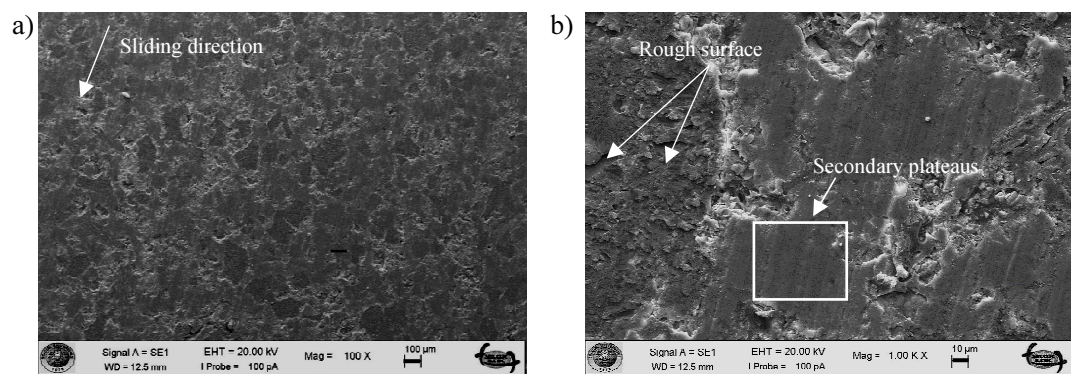 a)
Sliding direction
Signal A = SE1
WD = 12.5 mm
EHT = 20.00 kV
I Probe = 100 pA
Mag = 100 X
100 µm
b)
Rough surface
Secondary plateaus
Signal A = SE1
WD = 12.5 mm
EHT = 20.00 kV
I Probe = 100 pA
Mag = 1.00 K X
10 µm